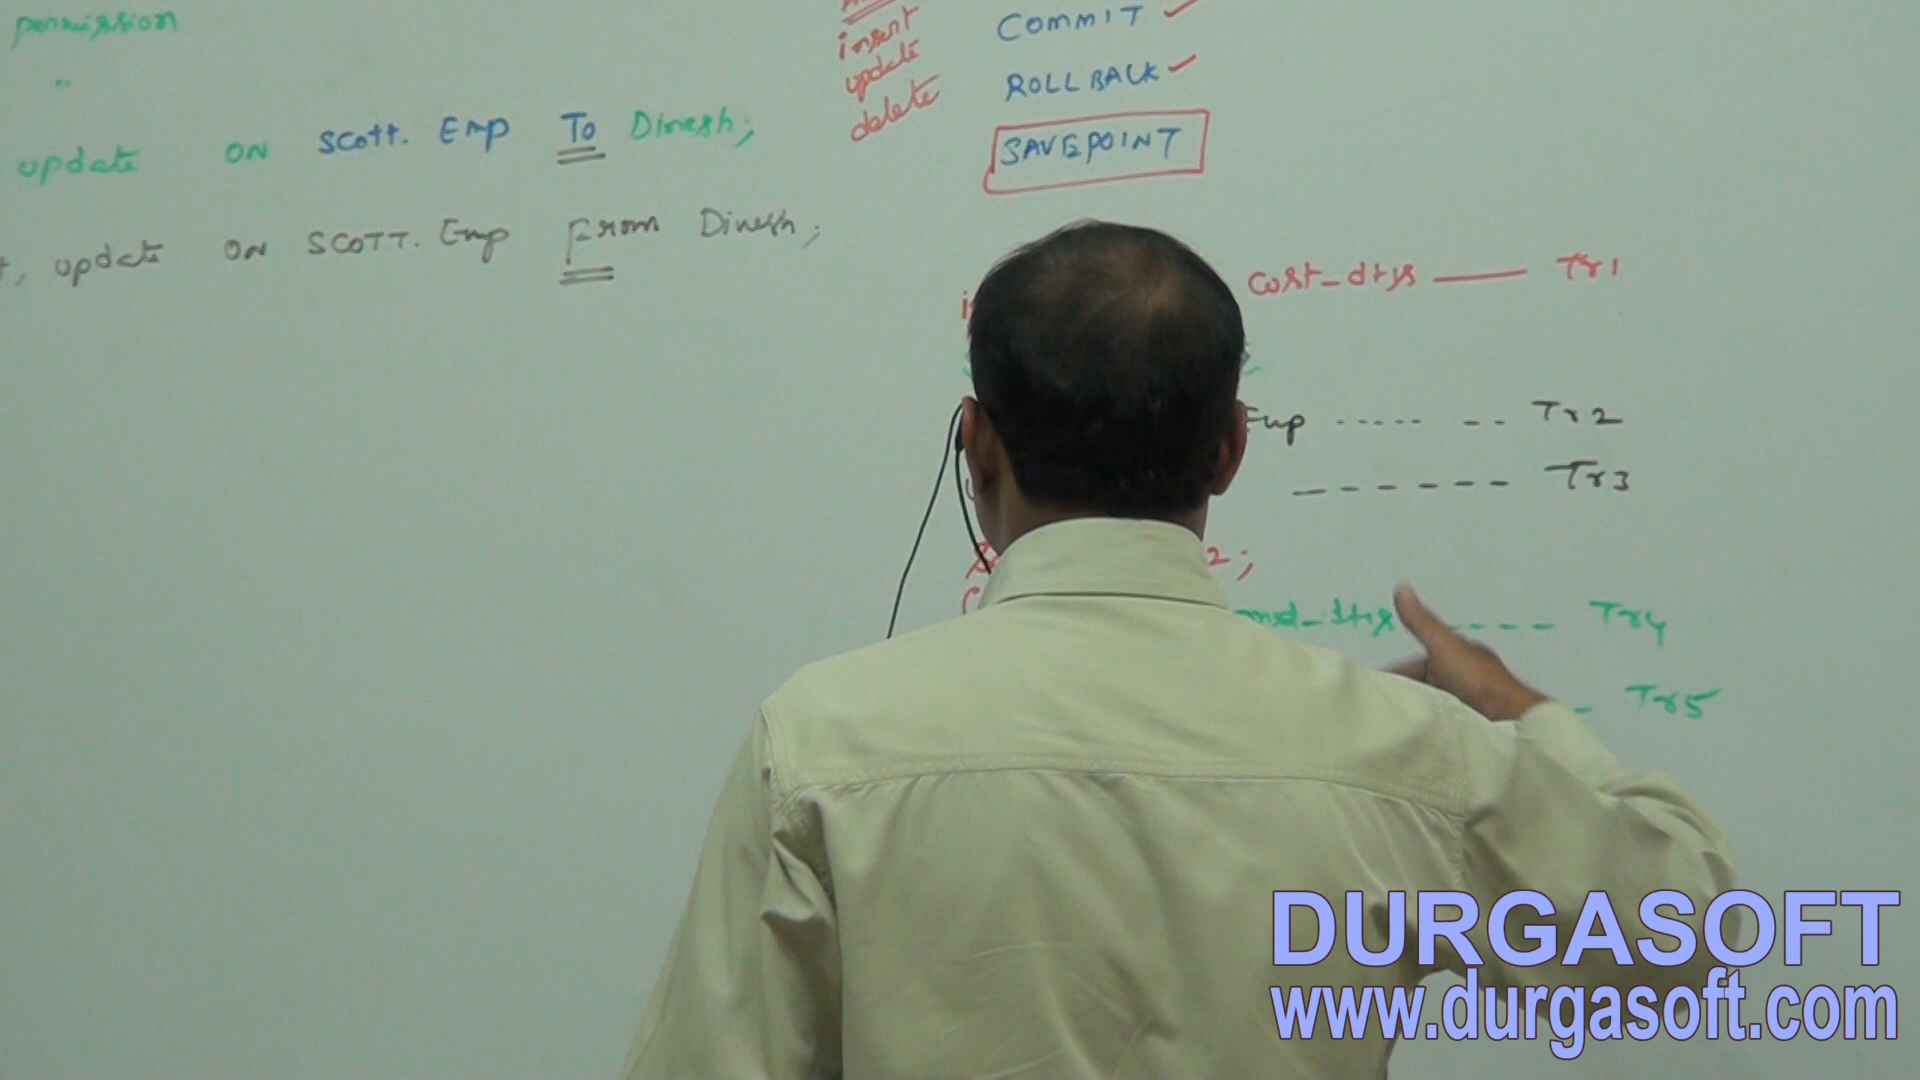 permission
"
update ON Scott. Emp To Dinesh;
update ON SCOTT. Emp From Dinesh;
insert
update
delete
COMMIT ✓
ROLLBACK ✓
SAVEPOINT
cost_dtls —— Tr1
Emp ..... -- Tr2
------ Tr3
2;
Tr4
- Tr5
DURGASOFT
www.durgasoft.com